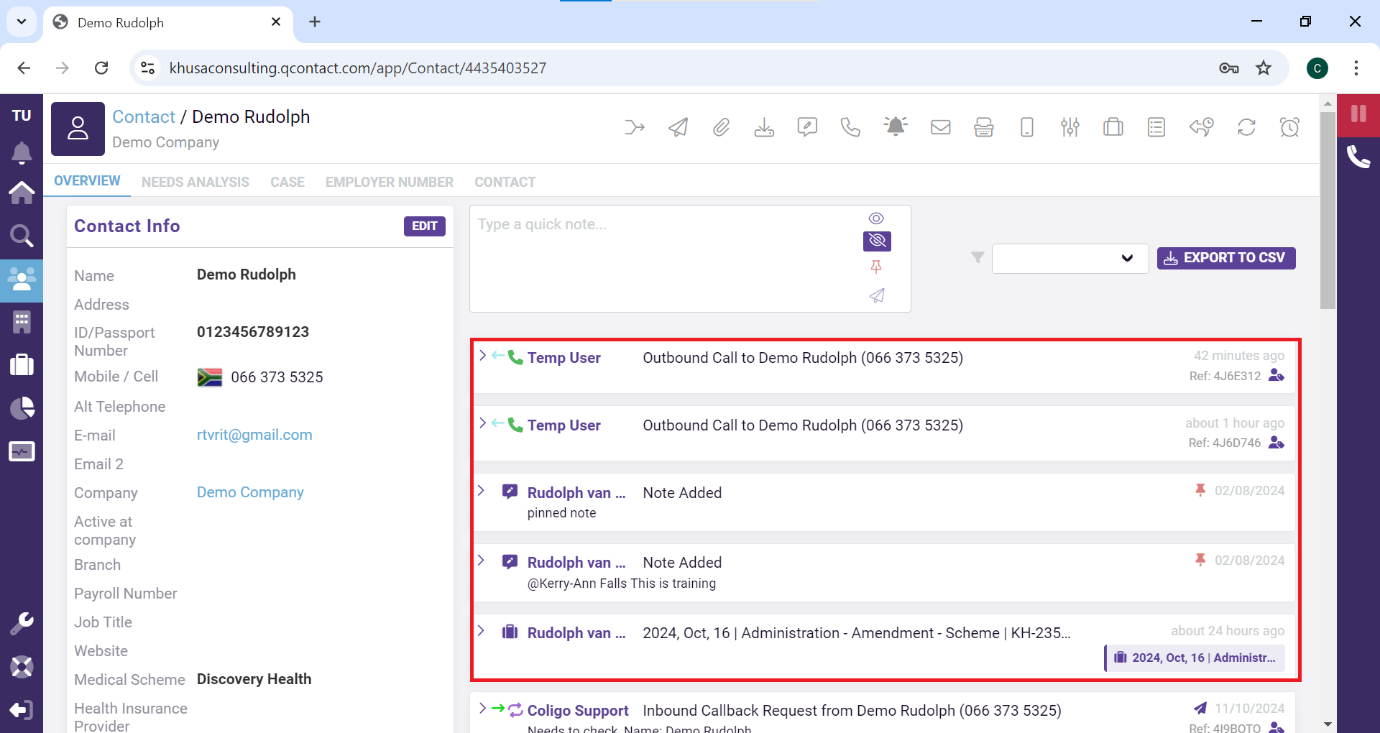 Demo Rudolph
khusaconsulting.qcontact.com/app/Contact/4435403527
C
TU
Contact / Demo Rudolph
Demo Company
OVERVIEW NEEDS ANALYSIS CASE EMPLOYER NUMBER CONTACT
Contact Info EDIT
Name Demo Rudolph
Address
ID/Passport Number 0123456789123
Mobile / Cell 066 373 5325
Alt Telephone
E-mail rtvrit@gmail.com
Email 2
Company Demo Company
Active at
company
Branch
Payroll Number
Job Title
Website
Medical Scheme Discovery Health
Health Insurance
Provider
Type a quick note...
EXPORT TO CSV
Temp User Outbound Call to Demo Rudolph (066 373 5325) 42 minutes ago
Ref: 4J6E312
Temp User Outbound Call to Demo Rudolph (066 373 5325) about 1 hour ago
Ref: 4J6D746
Rudolph van ... Note Added 02/08/2024
pinned note
Rudolph van ... Note Added 02/08/2024
@Kerry-Ann Falls This is training
Rudolph van ... 2024, Oct, 16 | Administration - Amendment - Scheme | KH-235... about 24 hours ago
2024, Oct, 16 | Administr...
Coligo Support Inbound Callback Request from Demo Rudolph (066 373 5325) 11/10/2024
Needs to check. Name: Demo Rudolph Ref: 4I9BOTO